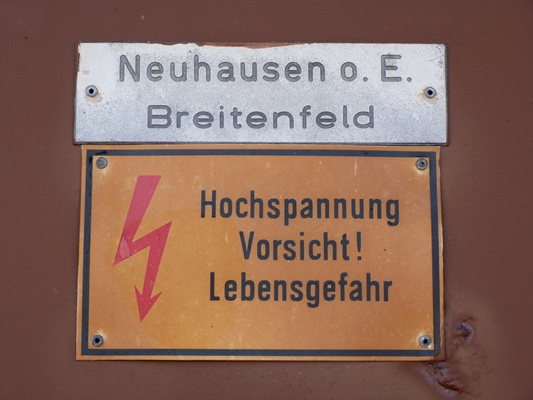 Neuhausen o. E.
Breitenfeld
Hochspannung
Vorsicht!
Lebensgefahr